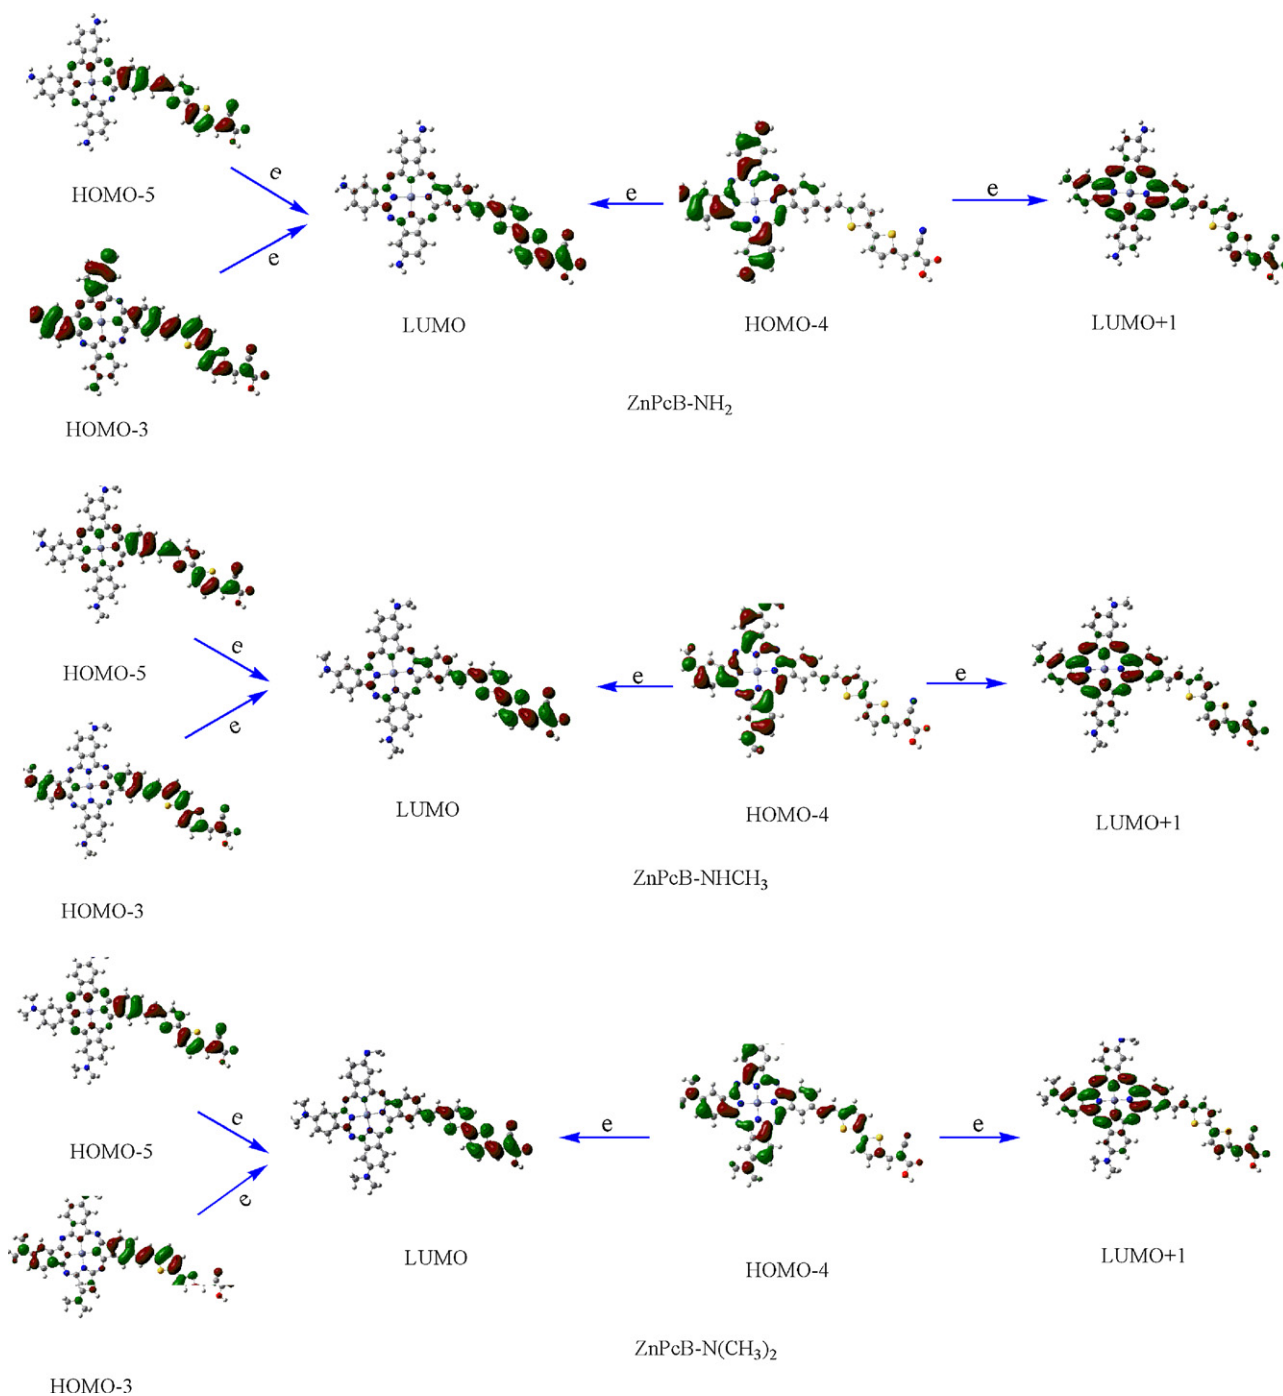 HOMO-5
e
e
HOMO-3
LUMO
e
HOMO-4
e
LUMO+1
ZnPcB-NH₂
HOMO-5
e
e
HOMO-3
LUMO
e
HOMO-4
e
LUMO+1
ZnPcB-NHCH₃
HOMO-5
e
e
HOMO-3
LUMO
e
HOMO-4
e
LUMO+1
ZnPcB-N(CH₃)₂